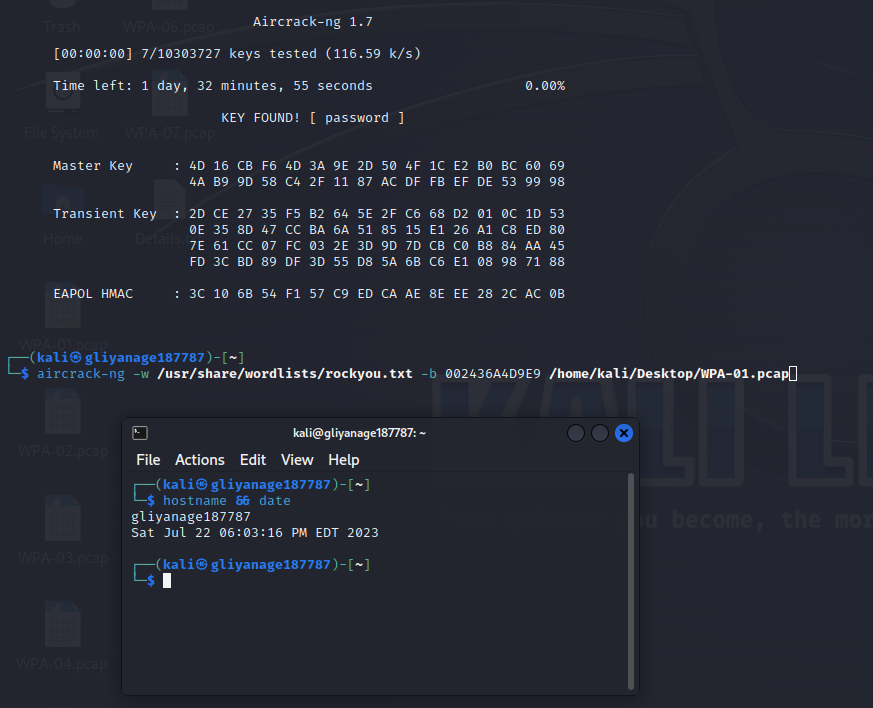 Trash WPA-06.pcap
Aircrack-ng 1.7
[00:00:00] 7/10303727 keys tested (116.59 k/s)
Time left: 1 day, 32 minutes, 55 seconds 0.00%
KEY FOUND! [ password ]
File System WPA-07.pcap
Master Key : 4D 16 CB F6 4D 3A 9E 2D 50 4F 1C E2 B0 BC 60 69
4A B9 9D 58 C4 2F 11 87 AC DF FB EF DE 53 99 98
Transient Key : 2D CE 27 35 F5 B2 64 5E 2F C6 68 D2 01 0C 1D 53
0E 35 8D 47 CC BA 6A 51 85 15 E1 26 A1 C8 ED 80
Home Details
7E 61 CC 07 FC 03 2E 3D 9D 7D CB C0 B8 84 AA 45
FD 3C BD 89 DF 3D 55 D8 5A 6B C6 E1 08 98 71 88
EAPOL HMAC : 3C 10 6B 54 F1 57 C9 ED CA AE 8E EE 28 2C AC 0B
WPA-01.pcap
┌──(kali㉿gliyanage187787)-[~]
└─$ aircrack-ng -w /usr/share/wordlists/rockyou.txt -b 002436A4D9E9 /home/kali/Desktop/WPA-01.pcap
KALI LI
WPA-02.pcap
kali@gliyanage187787: ~
File Actions Edit View Help
┌──(kali㉿gliyanage187787)-[~]
└─$ hostname && date
gliyanage187787
Sat Jul 22 06:03:16 PM EDT 2023
┌──(kali㉿gliyanage187787)-[~]
└─$
become, the mor
WPA-03.pcap
WPA-04.pcap